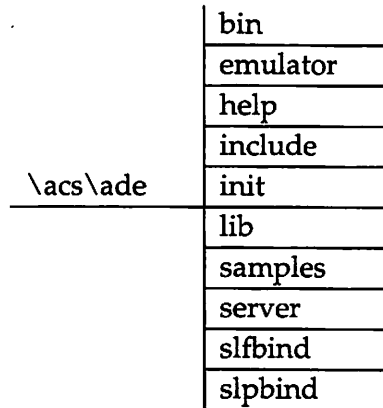 bin
emulator
help
include
\acs\ade init
lib
samples
server
slfbind
slpbind